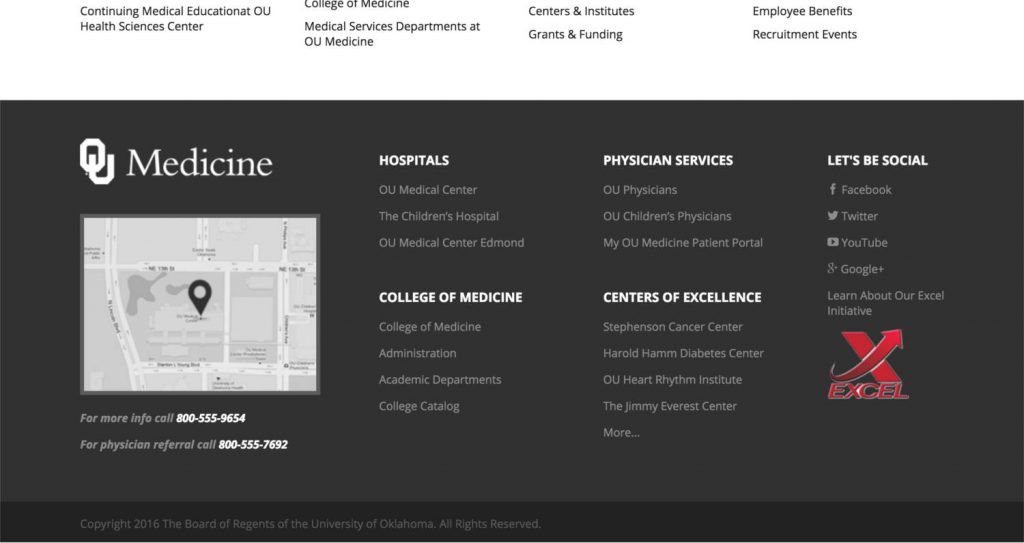 Continuing Medical Educationat OU
Health Sciences Center
College of Medicine
Medical Services Departments at
OU Medicine
Centers & Institutes
Grants & Funding
Employee Benefits
Recruitment Events
OU Medicine
NE 13th St
NE 13th St
N Lincoln Blvd
Stanton L Young Blvd
For more info call 800-555-9654
For physician referral call 800-555-7692
HOSPITALS
OU Medical Center
The Children's Hospital
OU Medical Center Edmond
COLLEGE OF MEDICINE
College of Medicine
Administration
Academic Departments
College Catalog
PHYSICIAN SERVICES
OU Physicians
OU Children's Physicians
My OU Medicine Patient Portal
CENTERS OF EXCELLENCE
Stephenson Cancer Center
Harold Hamm Diabetes Center
OU Heart Rhythm Institute
The Jimmy Everest Center
More...
LET'S BE SOCIAL
Facebook
Twitter
YouTube
Google+
Learn About Our Excel
Initiative
EXCEL
Copyright 2016 The Board of Regents of the University of Oklahoma. All Rights Reserved.